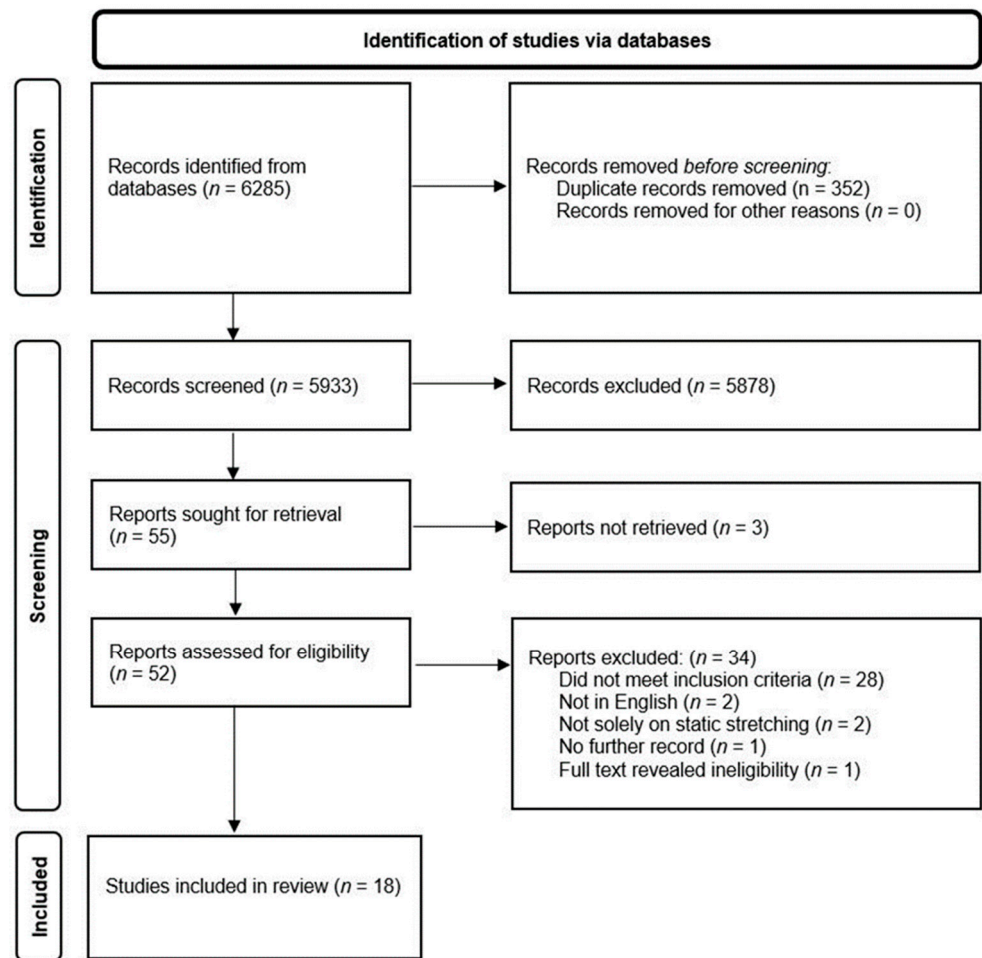 Identification of studies via databases
Identification
Records identified from
databases (n = 6285)
Records removed before screening:
Duplicate records removed (n = 352)
Records removed for other reasons (n = 0)
Screening
Records screened (n = 5933)
Records excluded (n = 5878)
Reports sought for retrieval
(n = 55)
Reports not retrieved (n = 3)
Reports assessed for eligibility
(n = 52)
Reports excluded: (n = 34)
Did not meet inclusion criteria (n = 28)
Not in English (n = 2)
Not solely on static stretching (n = 2)
No further record (n = 1)
Full text revealed ineligibility (n = 1)
Included
Studies included in review (n = 18)